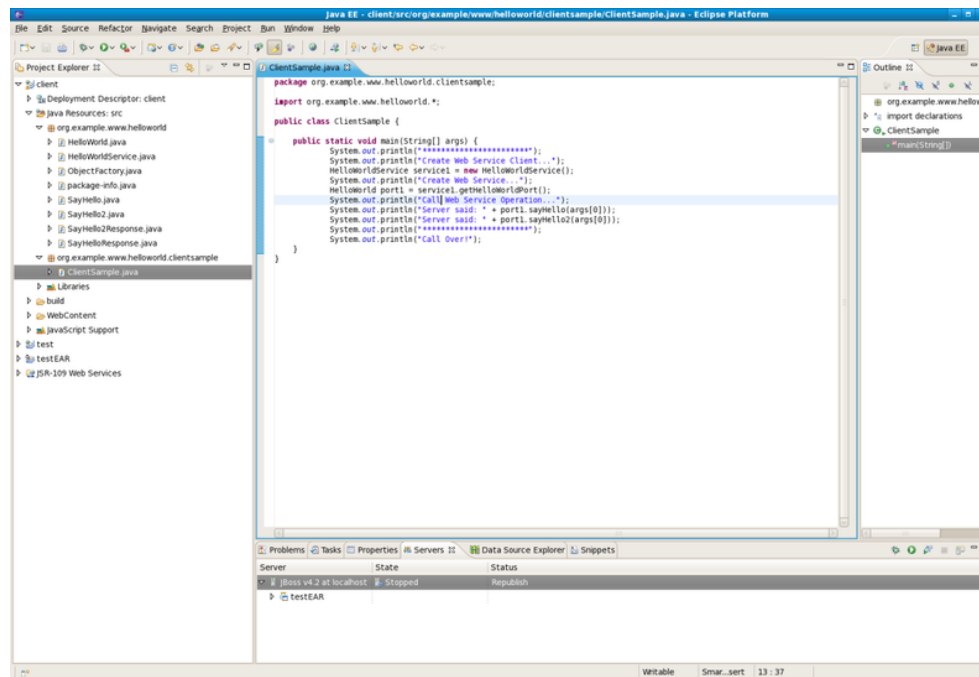 Java EE - client/src/org/example/www/helloworld/clientsample/ClientSample.java - Eclipse Platform
File Edit Source Refactor Navigate Search Project Run Window Help
Java EE
Project Explorer
client
Deployment Descriptor: client
Java Resources: src
org.example.www.helloworld
HelloWorld.java
HelloWorldService.java
ObjectFactory.java
package-info.java
SayHello.java
SayHello2.java
SayHello2Response.java
SayHelloResponse.java
org.example.www.helloworld.clientsample
ClientSample.java
Libraries
build
WebContent
JavaScript Support
test
testEAR
JSR-109 Web Services
ClientSample.java
package org.example.www.helloworld.clientsample;
import org.example.www.helloworld.*;
public class ClientSample {
public static void main(String[] args) {
System.out.println("***********************");
System.out.println("Create Web Service Client...");
HelloWorldService service1 = new HelloWorldService();
System.out.println("Create Web Service...");
HelloWorld port1 = service1.getHelloWorldPort();
System.out.println("Call Web Service Operation...");
System.out.println("Server said: " + port1.sayHello(args[0]));
System.out.println("Server said: " + port1.sayHello2(args[0]));
System.out.println("***********************");
System.out.println("Call Over!");
}
}
Outline
org.example.www.hellow
import declarations
ClientSample
main(String[])
Problems Tasks Properties Servers Data Source Explorer Snippets
Server State Status
JBoss v4.2 at localhost Stopped Republish
testEAR
Writable Smar...sert 13 : 37